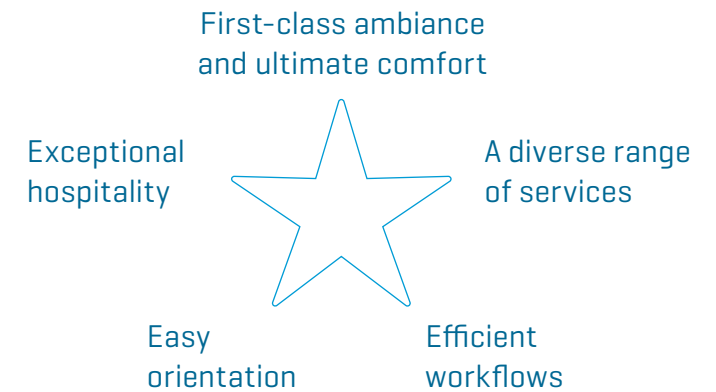 First-class ambiance
and ultimate comfort
Exceptional
hospitality
A diverse range
of services
Easy
orientation
Efficient
workflows